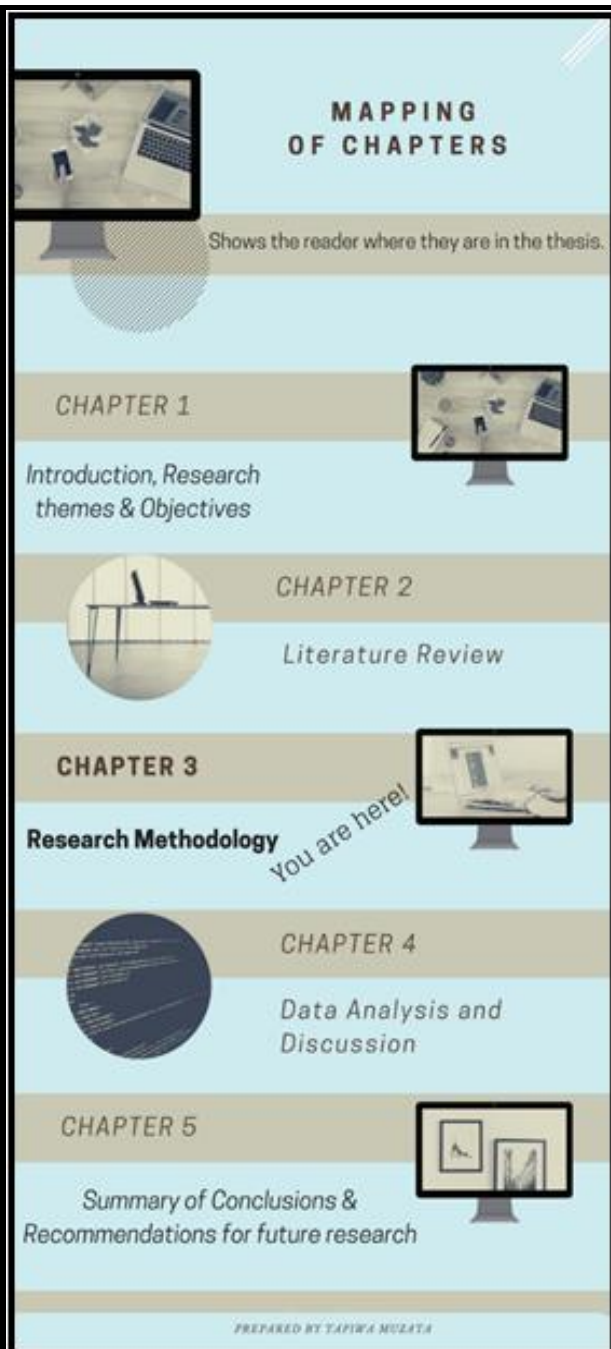 MAPPING
OF CHAPTERS
Shows the reader where they are in the thesis.
CHAPTER 1
Introduction, Research
themes & Objectives
CHAPTER 2
Literature Review
CHAPTER 3
Research Methodology
You are here!
CHAPTER 4
Data Analysis and
Discussion
CHAPTER 5
Summary of Conclusions &
Recommendations for future research
PREPARED BY TAPIWA MUZATA